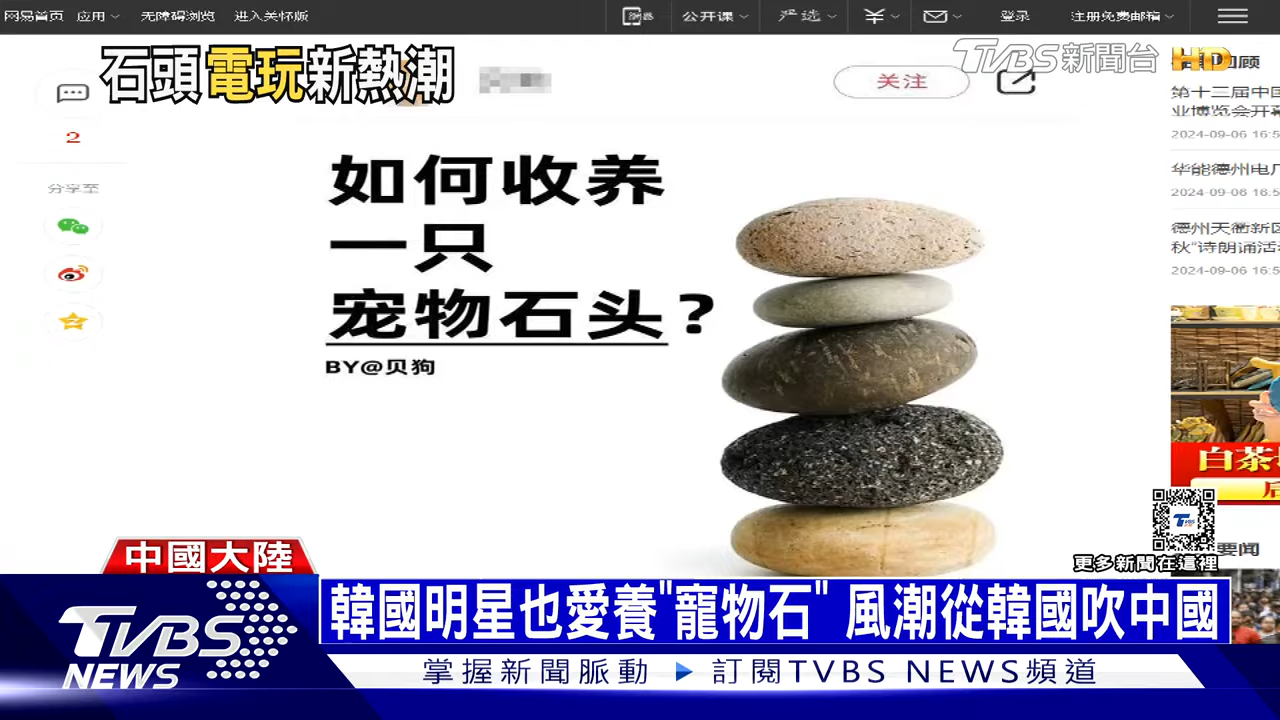 网易首页 应用 无障碍浏览 进入关怀版
公开课 严选 登录 注册免费邮箱
石頭電玩新熱潮
TVBS新聞台 HD
关注
2
分享至
如何收养
一只
宠物石头?
BY@贝狗
回顾
第十三届中国
业博览会开幕
2024-09-06 16:5
华能德州电厂
2024-09-06 16:5
德州天衢新区
秋"诗朗诵活动
2024-09-06 16:5
白茶
要闻
更多新聞在這裡
中國大陸
韓國明星也愛養"寵物石" 風潮從韓國吹中國
TVBS NEWS
掌握新聞脈動 ▶ 訂閱TVBS NEWS頻道